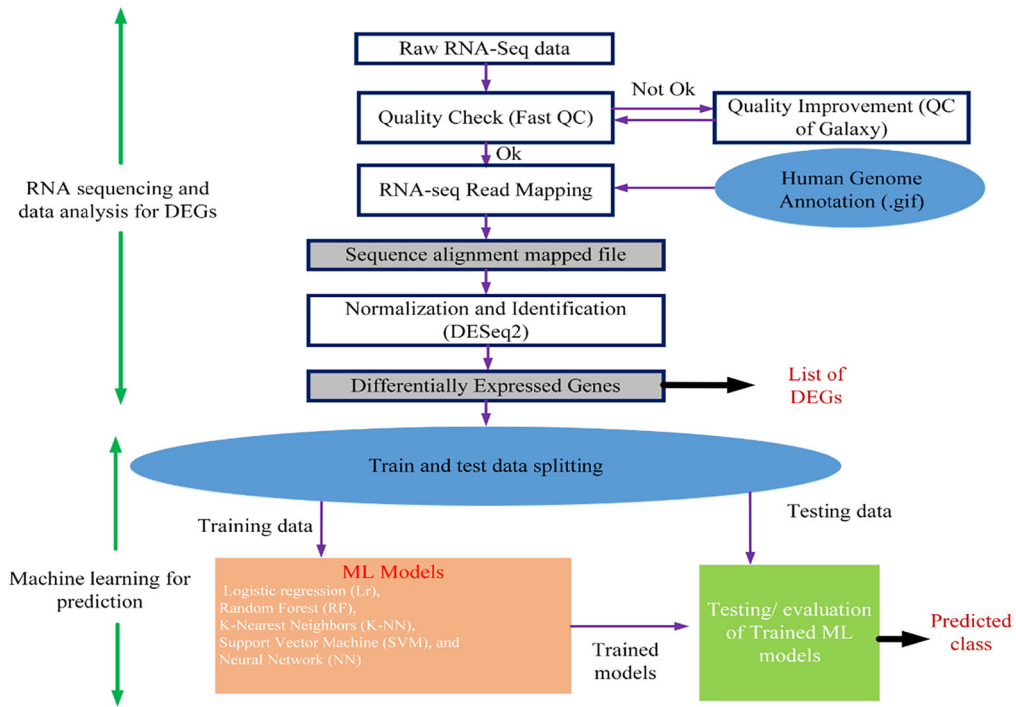 Raw RNA-Seq data
Quality Check (Fast QC)
Not Ok
Quality Improvement (QC
of Galaxy)
Ok
RNA-seq Read Mapping
Human Genome
Annotation (.gif)
RNA sequencing and
data analysis for DEGs
Sequence alignment mapped file
Normalization and Identification
(DESeq2)
Differentially Expressed Genes
List of
DEGs
Train and test data splitting
Training data
Testing data
Machine learning for
prediction
ML Models
Logistic regression (Lr),
Random Forest (RF),
K-Nearest Neighbors (K-NN),
Support Vector Machine (SVM), and
Neural Network (NN)
Trained
models
Testing/ evaluation
of Trained ML
models
Predicted
class